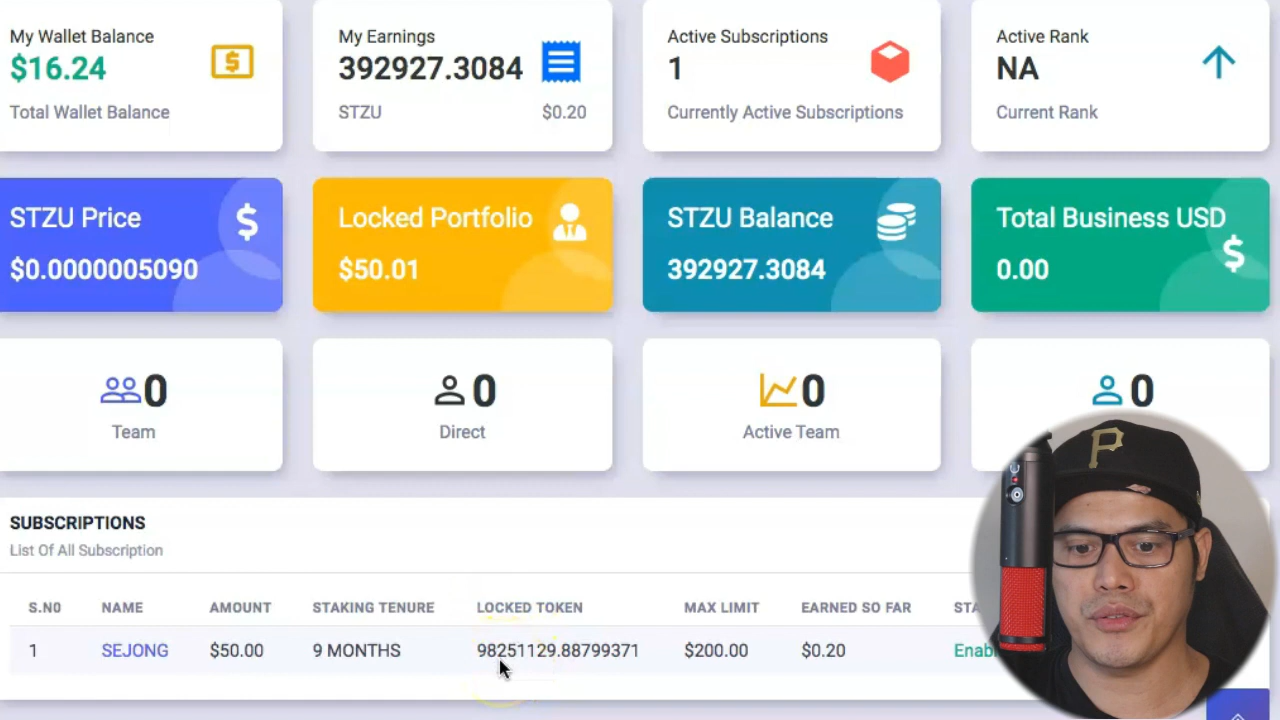 My Wallet Balance
$16.24
Total Wallet Balance
My Earnings
392927.3084
STZU $0.20
Active Subscriptions
1
Currently Active Subscriptions
Active Rank
NA
Current Rank
STZU Price
$0.0000005090
Locked Portfolio
$50.01
STZU Balance
392927.3084
Total Business USD
0.00
0
Team
0
Direct
0
Active Team
0
SUBSCRIPTIONS
List Of All Subscription
S.N0 NAME AMOUNT STAKING TENURE LOCKED TOKEN MAX LIMIT EARNED SO FAR
1 SEJONG $50.00 9 MONTHS 98251129.88799371 $200.00 $0.20
P